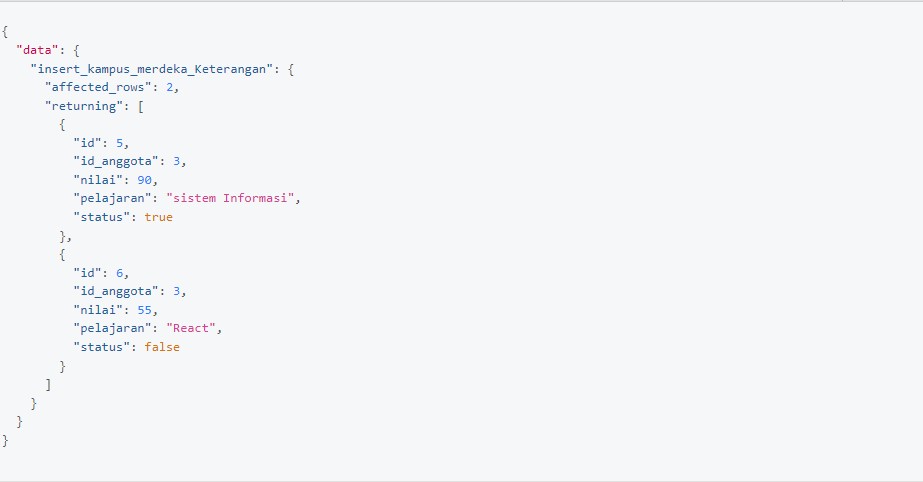 {
  "data": {
    "insert_kampus_merdeka_Keterangan": {
      "affected_rows": 2,
      "returning": [
        {
          "id": 5,
          "id_anggota": 3,
          "nilai": 90,
          "pelajaran": "sistem Informasi",
          "status": true
        },
        {
          "id": 6,
          "id_anggota": 3,
          "nilai": 55,
          "pelajaran": "React",
          "status": false
        }
      ]
    }
  }
}